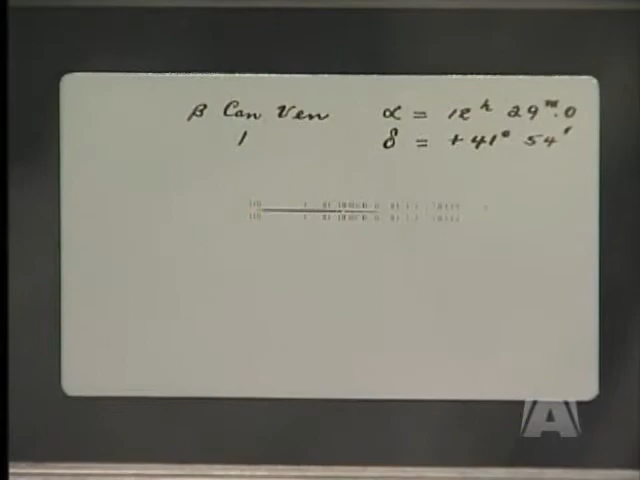 β Can Ven α = 12ʰ 29ᵐ.0
1 δ = +41° 54′
A